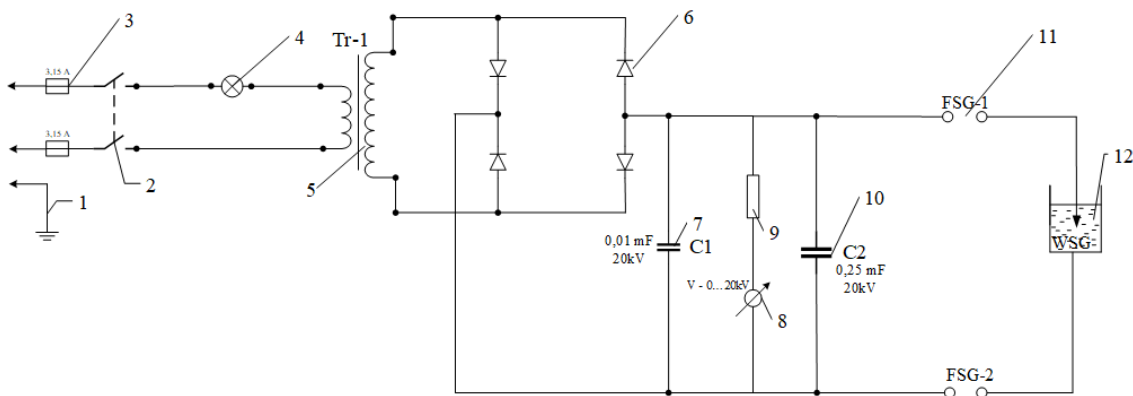 3
4
Tr-1
6
11
3,15 A
FSG-1
3,15 A
12
1
2
5
7
10
9
WSG
0,01 mF
C1
C2
20kV
0,25 mF
V - 0...20kV
20kV
8
FSG-2